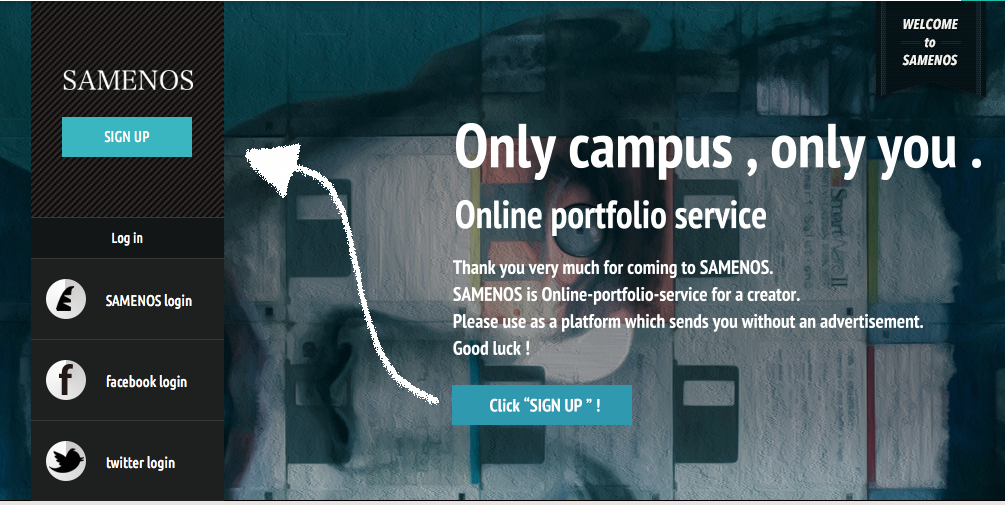 SAMENOS
SIGN UP
Log in
SAMENOS login
f
facebook login
twitter login
WELCOME
to
SAMENOS
Only campus , only you .
Online portfolio service
Thank you very much for coming to SAMENOS.
SAMENOS is Online-portfolio-service for a creator.
Please use as a platform which sends you without an advertisement.
Good luck !
Click “SIGN UP ” !